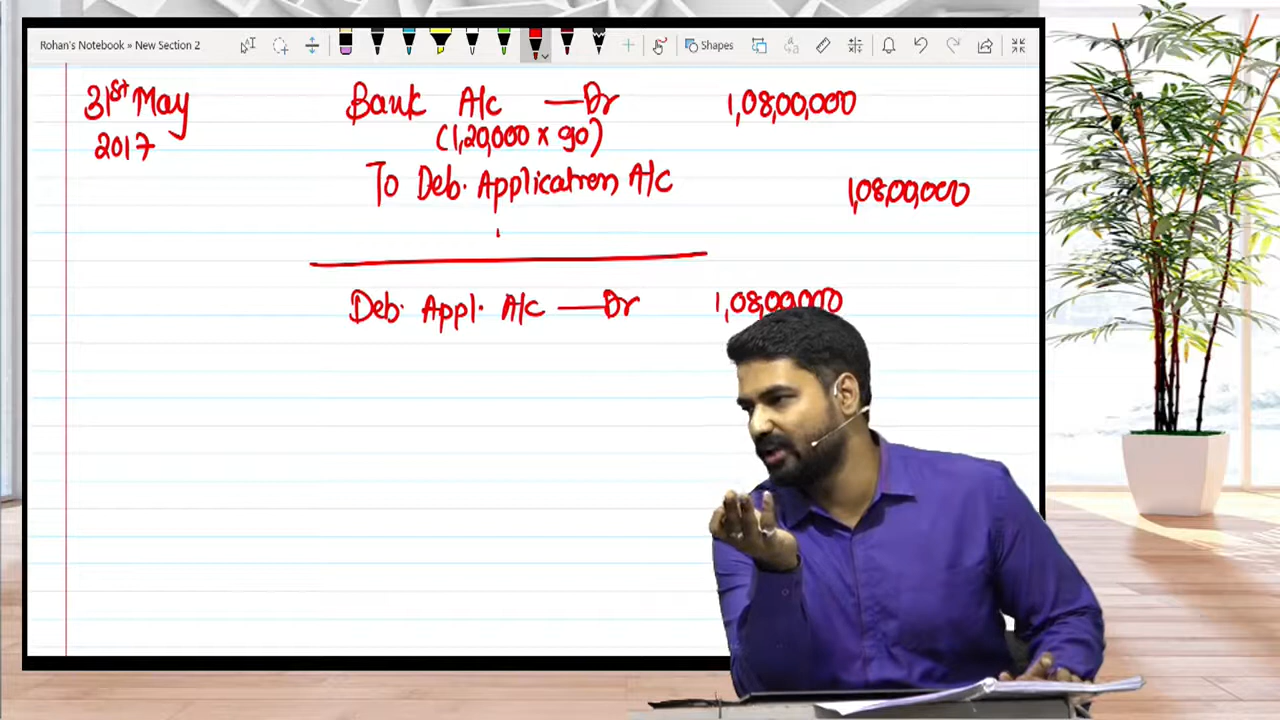 Rohan's Notebook » New Section 2
Shapes
31st May 2017
Bank A/c —Dr 1,08,00,000
(1,20,000 x 90)
To Deb. Application A/c 1,08,00,000
Deb. Appl. A/c —Dr 1,08,00,000